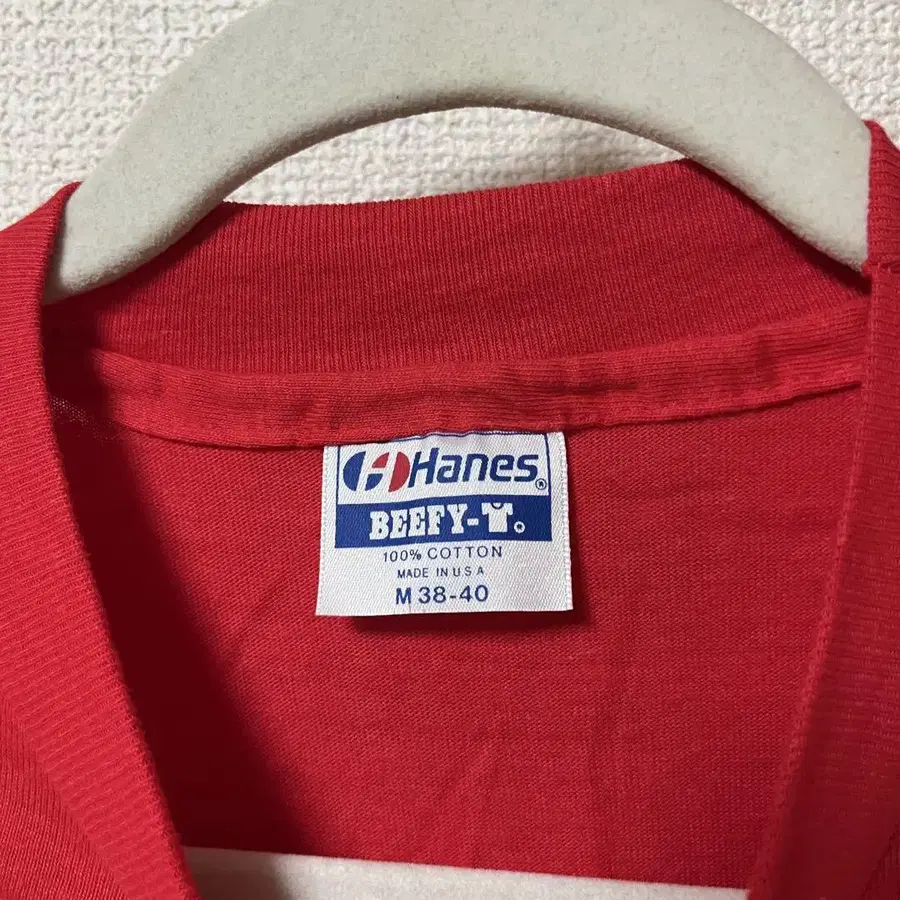 Hanes®
BEEFY-T®
100% COTTON
MADE IN U S A
M 38-40